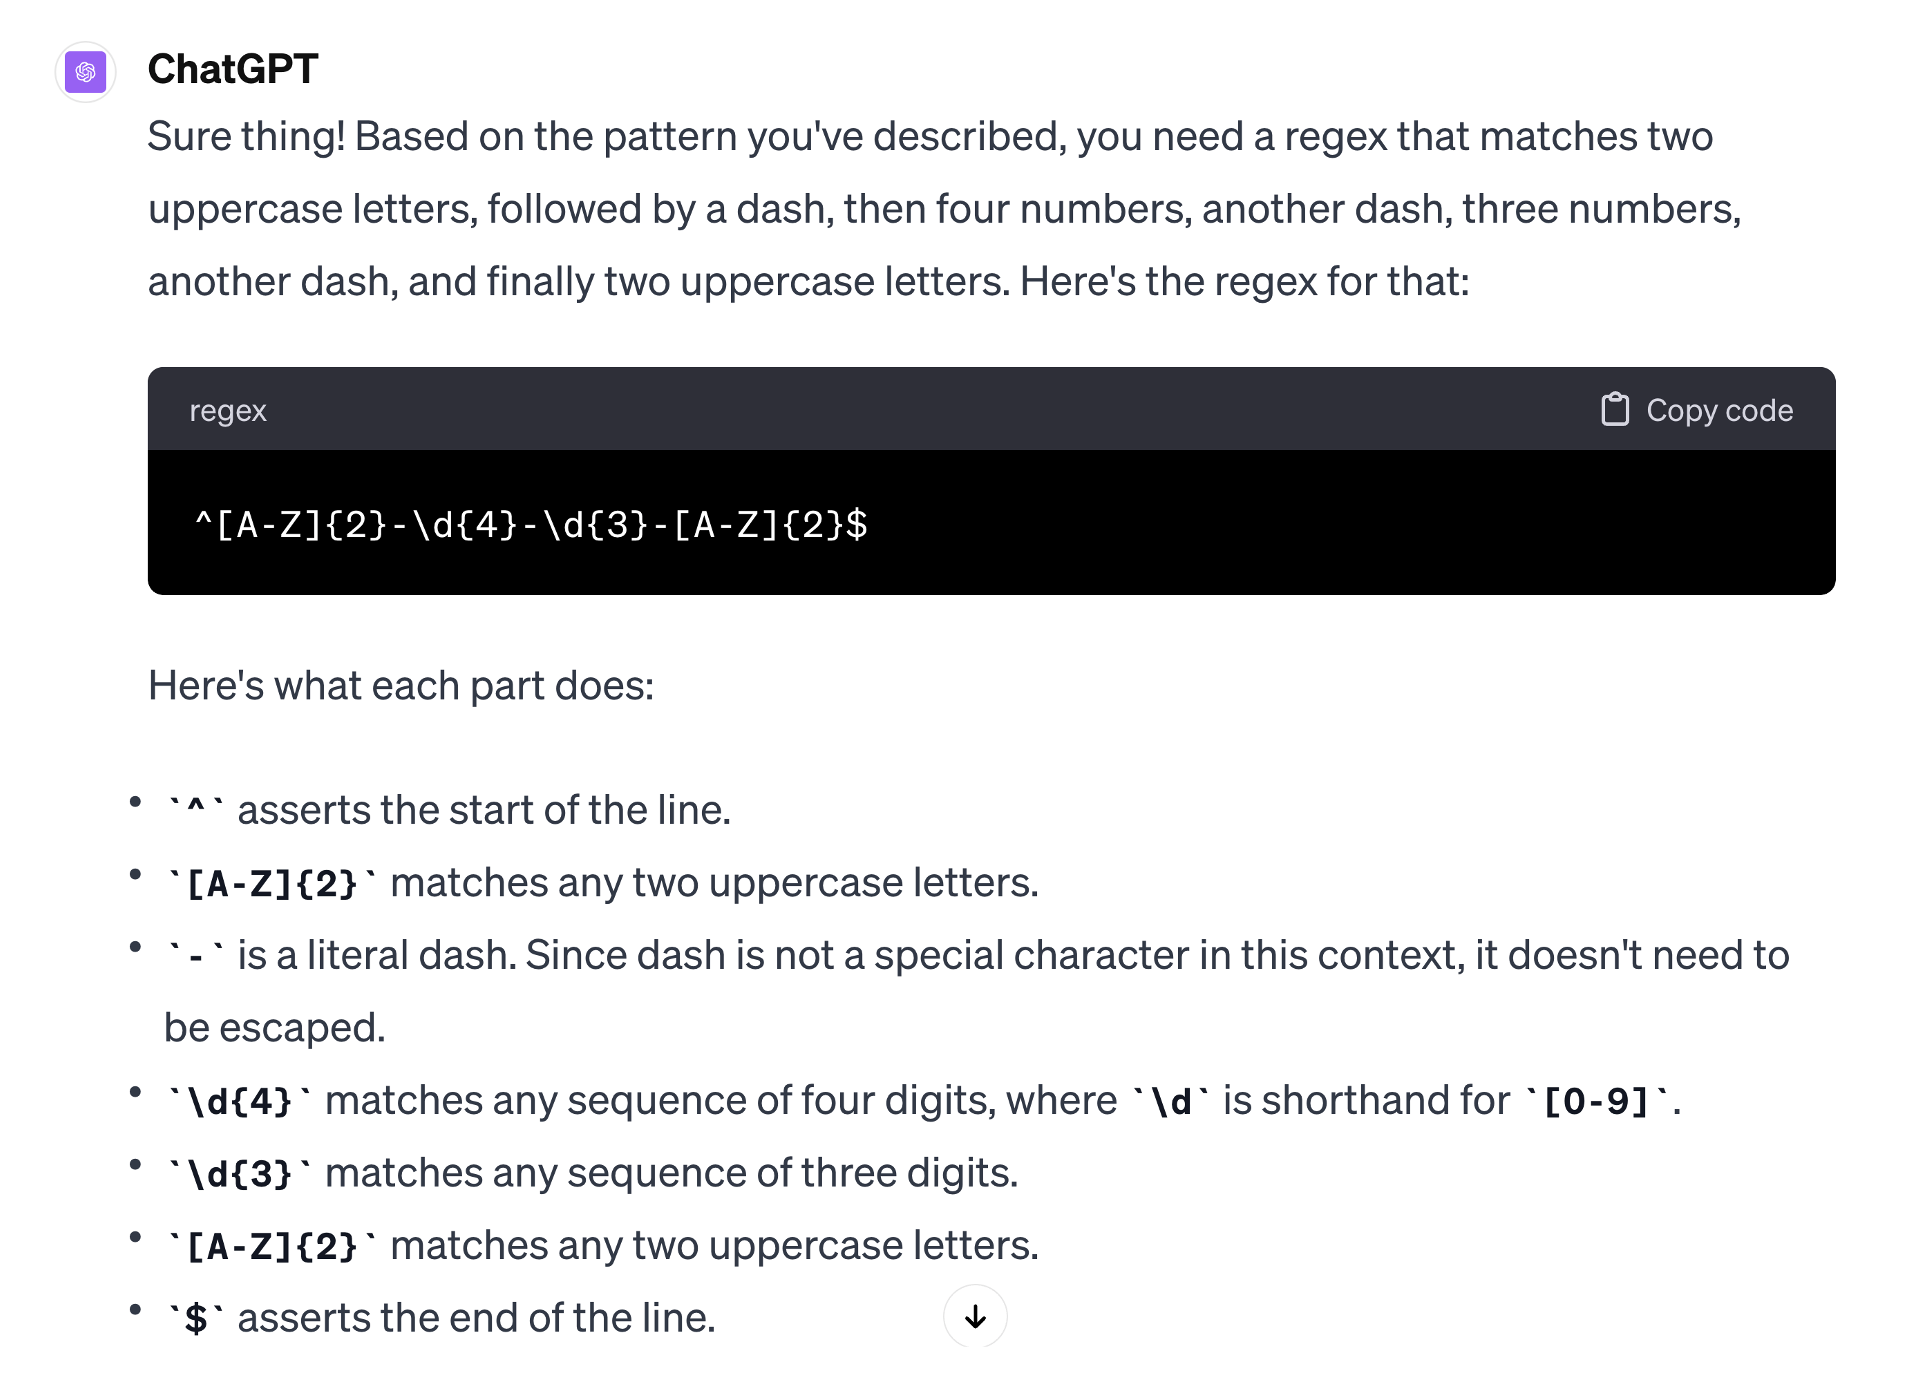 ChatGPT
Sure thing! Based on the pattern you've described, you need a regex that matches two
uppercase letters, followed by a dash, then four numbers, another dash, three numbers,
another dash, and finally two uppercase letters. Here's the regex for that:
regex Copy code
^[A-Z]{2}-\d{4}-\d{3}-[A-Z]{2}$
Here's what each part does:
• `^` asserts the start of the line.
• `[A-Z]{2}` matches any two uppercase letters.
• `-` is a literal dash. Since dash is not a special character in this context, it doesn't need to
be escaped.
• `\d{4}` matches any sequence of four digits, where `\d` is shorthand for `[0-9]`.
• `\d{3}` matches any sequence of three digits.
• `[A-Z]{2}` matches any two uppercase letters.
• `$` asserts the end of the line.